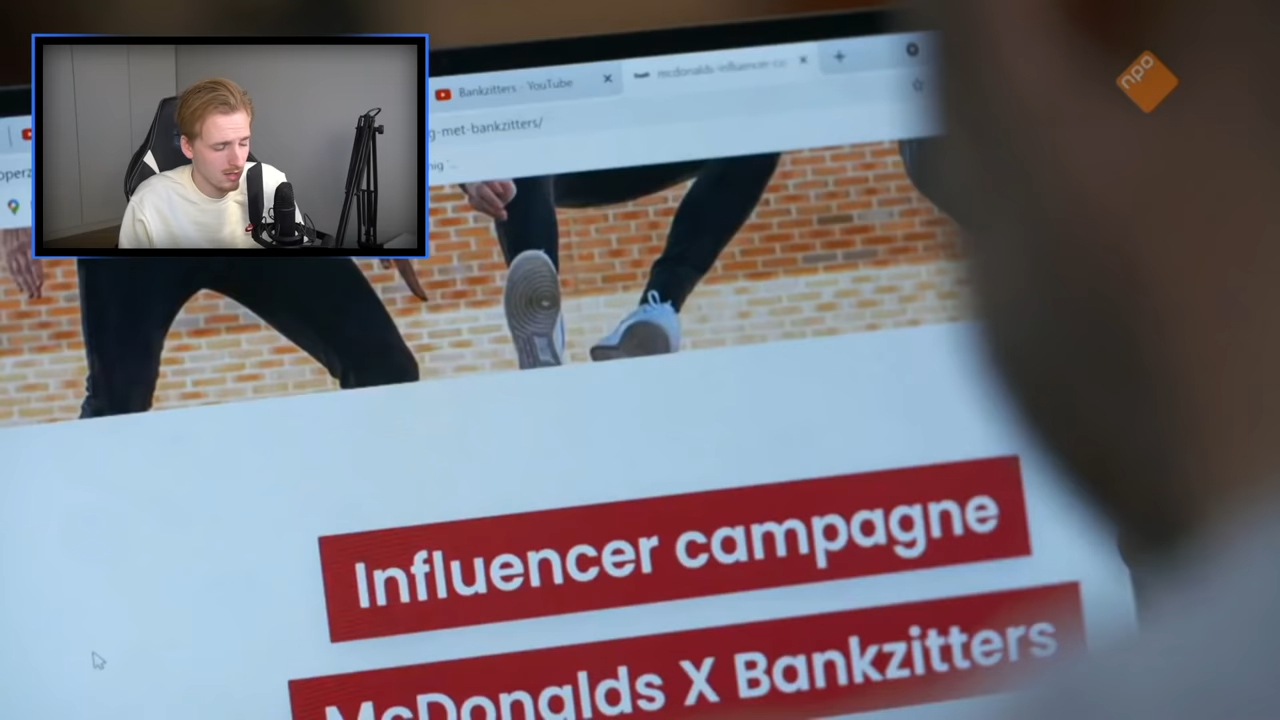 Bankzitters - YouTube
mcdonalds-influencer-ca
npo
g-met-bankzitters/
Influencer campagne
McDonalds X Bankzitters